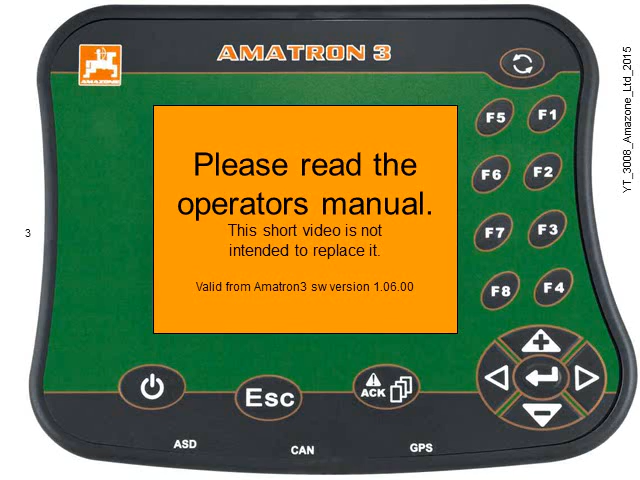 AMATRON 3
AMAZONE
F5 F1
F6 F2
F7 F3
F8 F4
Please read the
operators manual.
This short video is not
intended to replace it.
Valid from Amatron3 sw version 1.06.00
3
Esc
ACK
ASD
CAN
GPS
YT_3008_Amazone_Ltd_2015